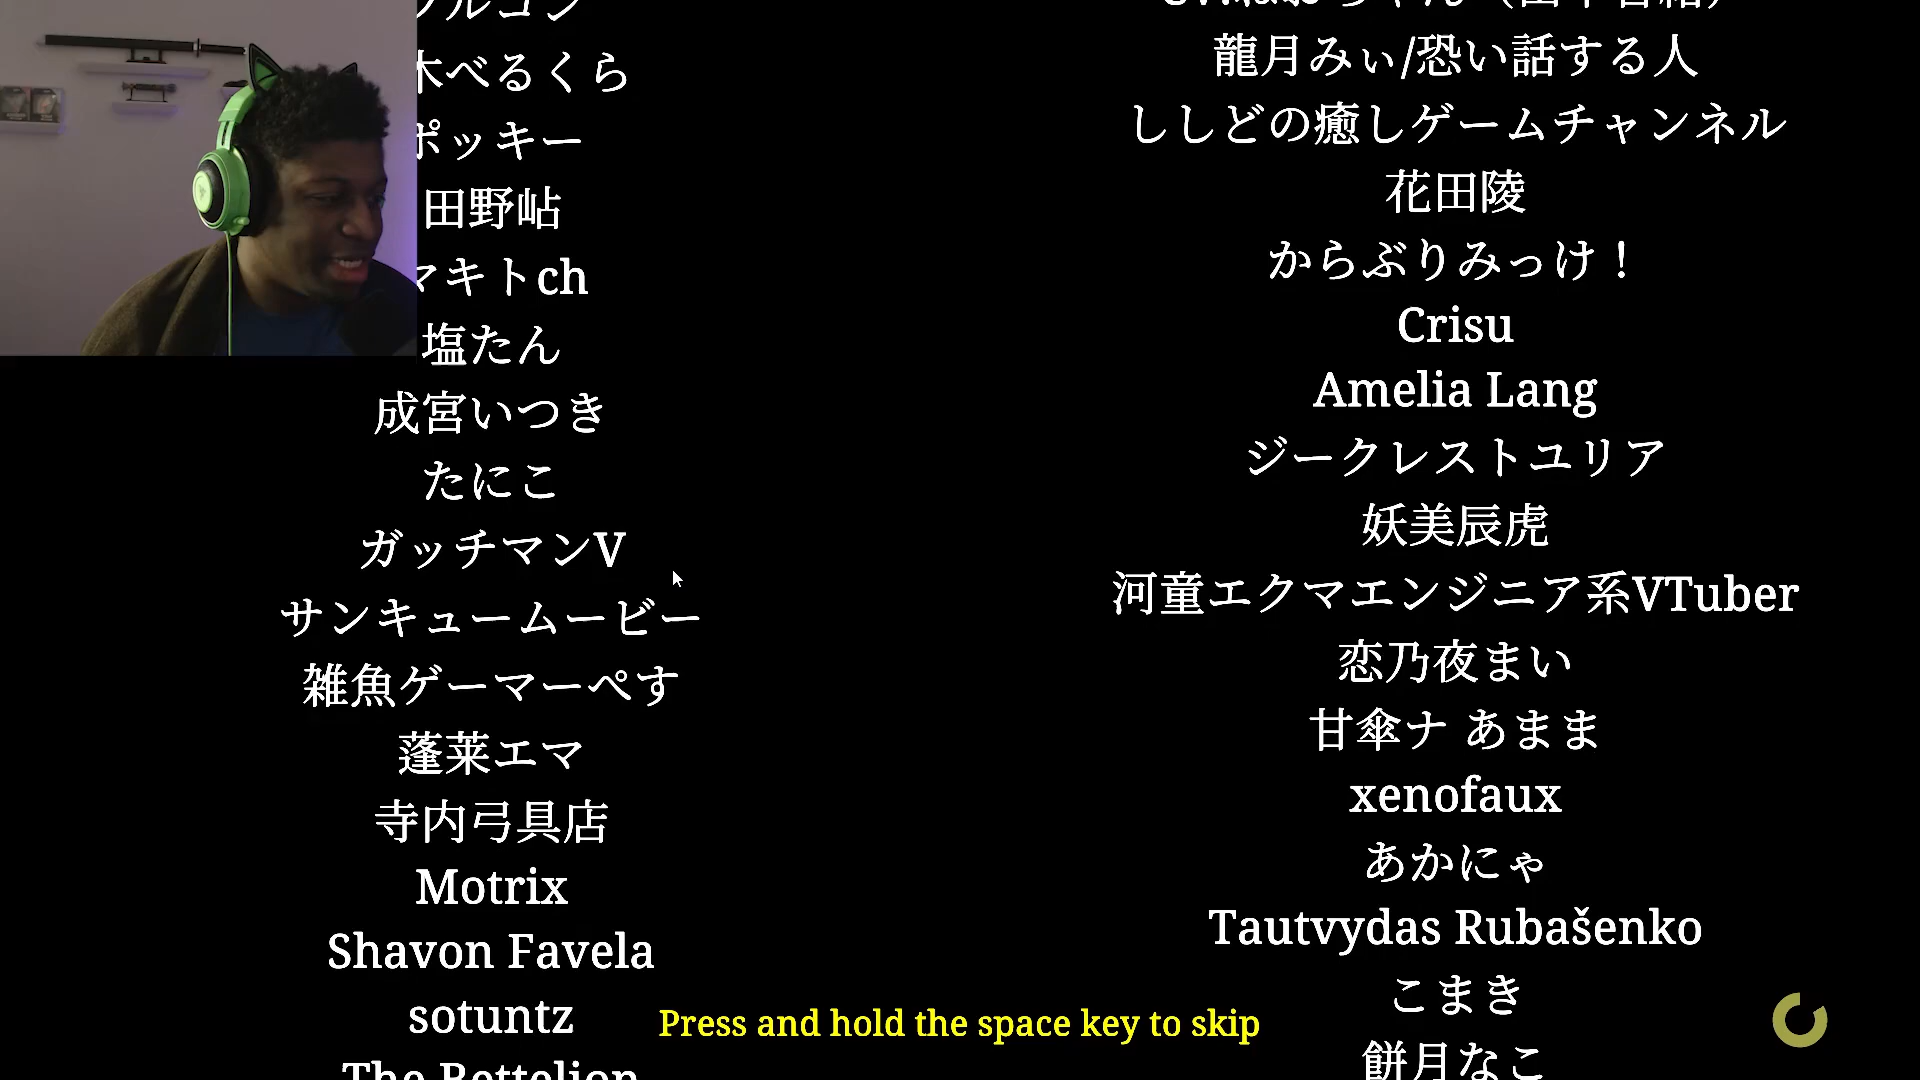 木べるくら
ポッキー
田野岾
マキトch
塩たん
成宮いつき
たにこ
ガッチマンV
サンキュームービー
雑魚ゲーマーぺす
蓬莱エマ
寺内弓具店
Motrix
Shavon Favela
sotuntz
龍月みぃ/恐い話する人
ししどの癒しゲームチャンネル
花田陵
からぶりみっけ！
Crisu
Amelia Lang
ジークレストユリア
妖美辰虎
河童エクマエンジニア系VTuber
恋乃夜まい
甘傘ナ あまま
xenofaux
あかにゃ
Tautvydas Rubašenko
こまき
餅月なこ
Press and hold the space key to skip